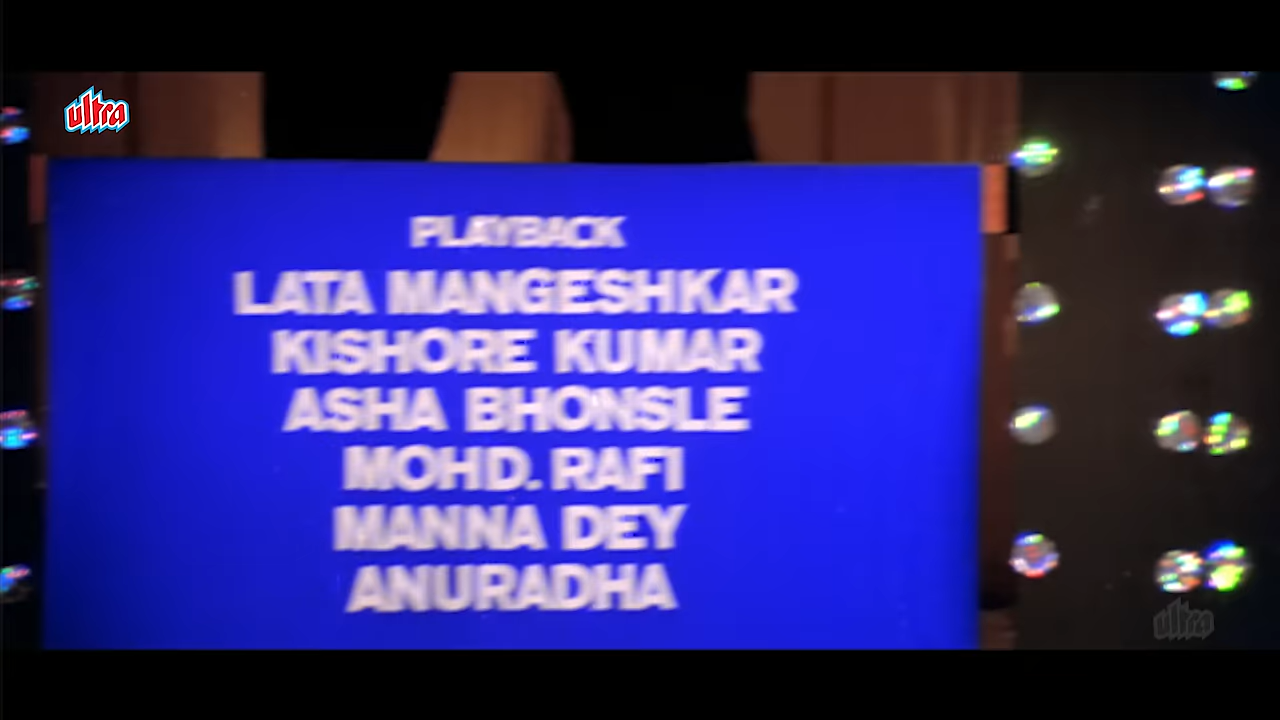 ultra
PLAYBACK
LATA MANGESHKAR
KISHORE KUMAR
ASHA BHONSLE
MOHD. RAFI
MANNA DEY
ANURADHA
ultra